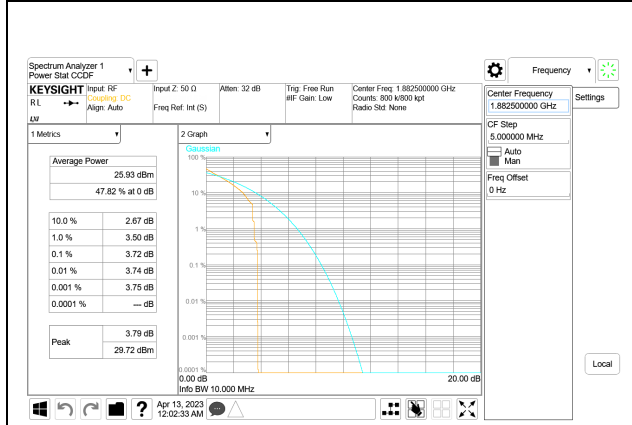 Spectrum Analyzer 1
Power Stat CCDF
+
Frequency
KEYSIGHT
R L
Input: RF
Coupling: DC
Align: Auto
Input Z: 50 Ω
Freq Ref: Int (S)
Atten: 32 dB
Trig: Free Run
#IF Gain: Low
Center Freq: 1.882500000 GHz
Counts: 800 k/800 kpt
Radio Std: None
Center Frequency
1.882500000 GHz
Settings
CF Step
5.000000 MHz
Auto
Man
Freq Offset
0 Hz
1 Metrics
Average Power
25.93 dBm
47.82 % at 0 dB
10.0 % 2.67 dB
1.0 % 3.50 dB
0.1 % 3.72 dB
0.01 % 3.74 dB
0.001 % 3.75 dB
0.0001 % --- dB
Peak 3.79 dB
29.72 dBm
2 Graph
Gaussian
100 %
10 %
1 %
0.1 %
0.01 %
0.001 %
0.0001 %
0.00 dB 20.00 dB
Info BW 10.000 MHz
Local
?
Apr 13, 2023
12:02:33 AM